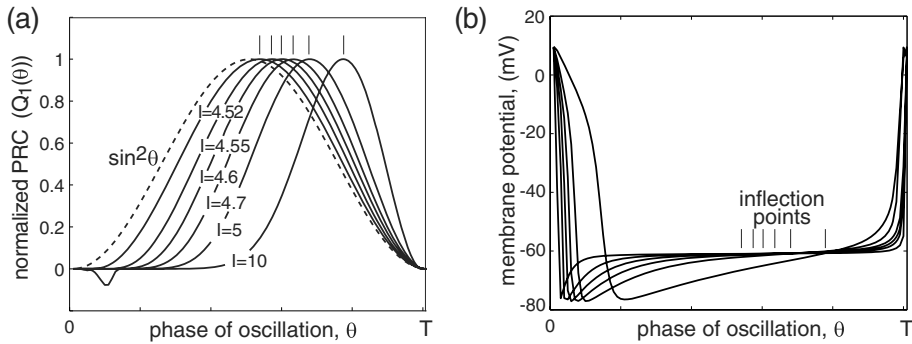 (a)
normalized PRC (Q₁(θ))
1
0.8
0.6
0.4
0.2
0
sin²θ
I=4.52
I=4.55
I=4.6
I=4.7
I=5
I=10
0
phase of oscillation, θ
T
(b)
membrane potential, (mV)
20
0
-20
-40
-60
-80
inflection
points
0
phase of oscillation, θ
T